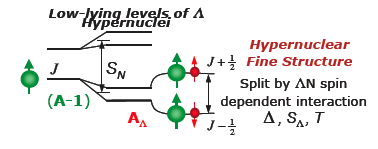 Low-lying levels of Λ
Hypernuclei
J
S_N
(A-1)
A_Λ
J+½
J−½
Hypernuclear
Fine Structure
Split by ΛN spin
dependent interaction
Δ , S_Λ, T